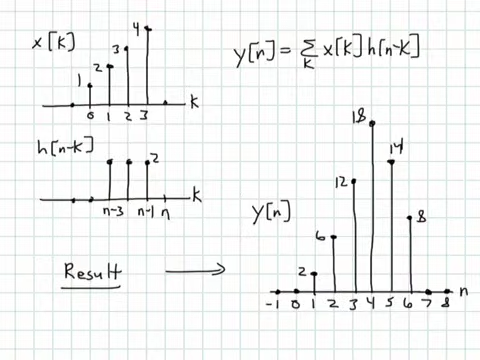 x[k]
4
3
2
1
0 1 2 3
k
y[n] = ∑ x[k] h[n-k]
k
h[n-k]
2
k
n-3 n-1 n
Result
y[n]
2
6
12
18
14
8
-1 0 1 2 3 4 5 6 7 8
n